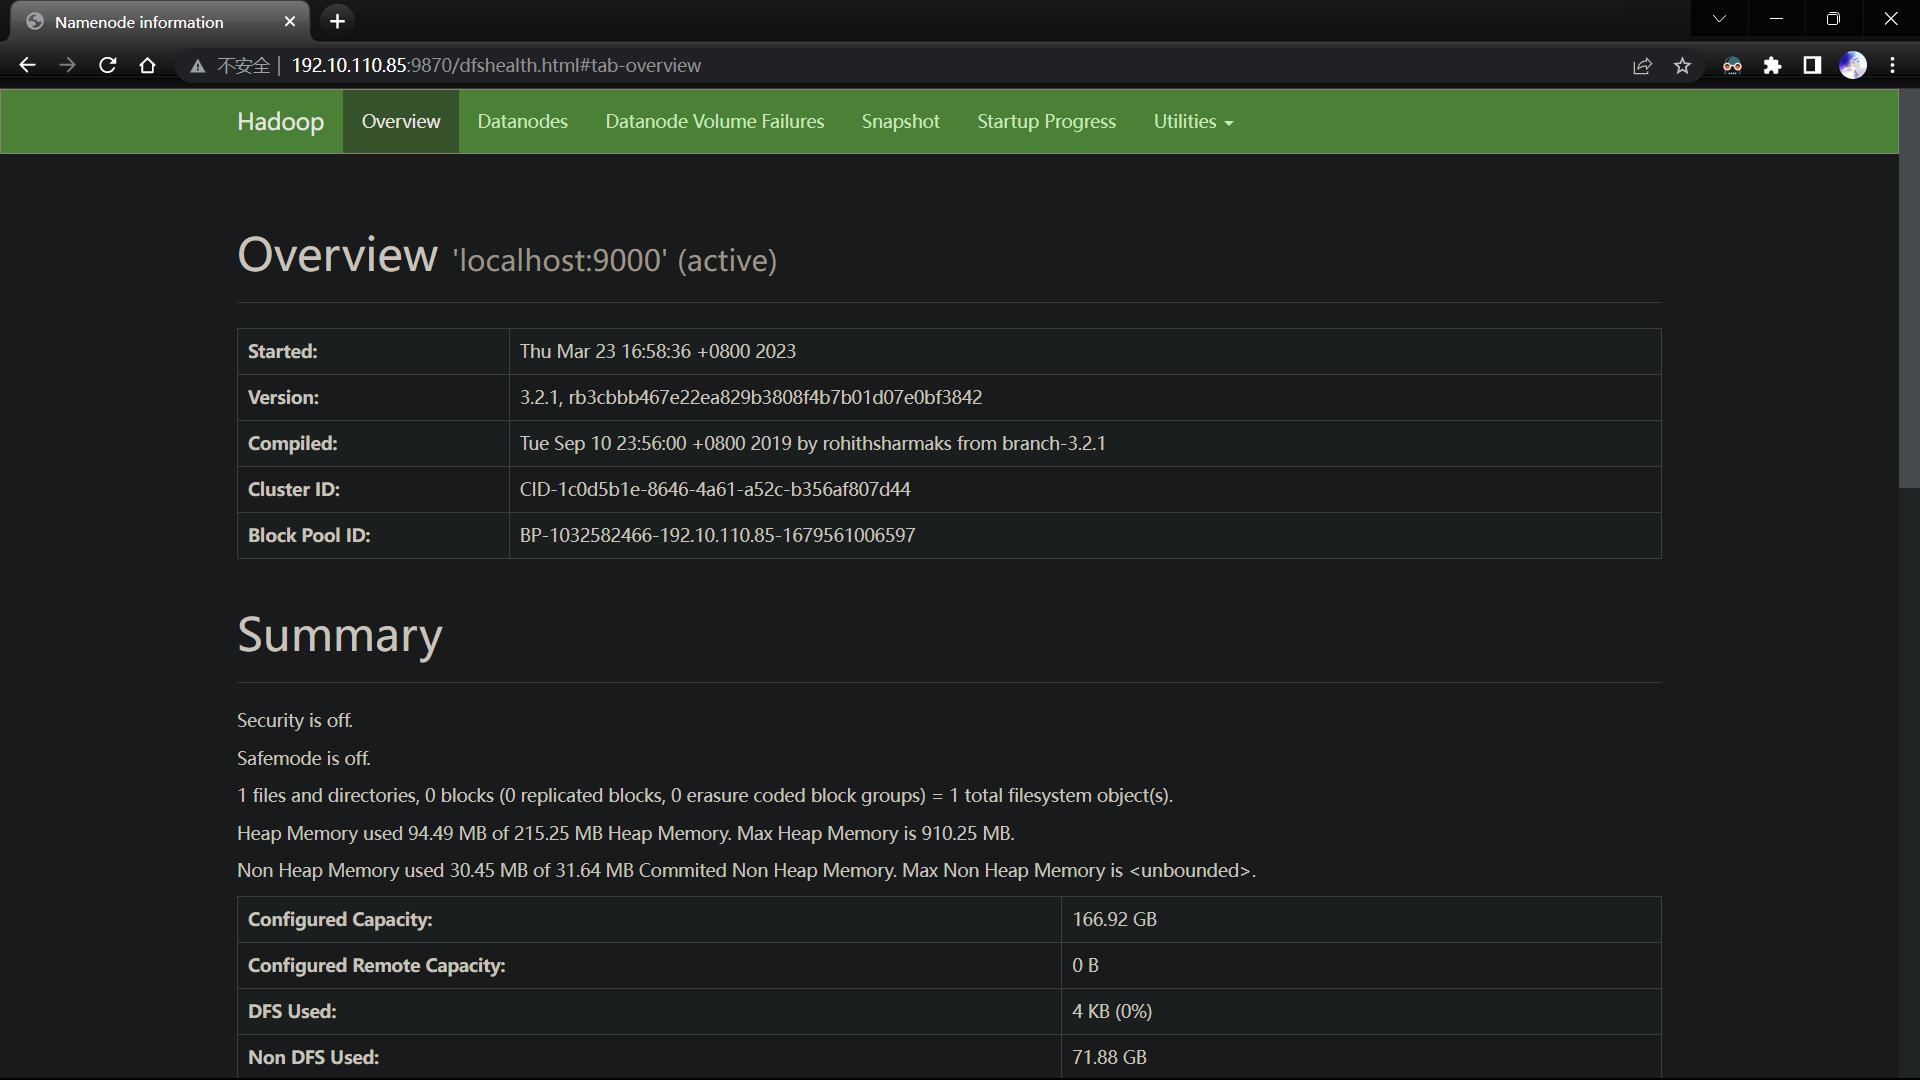 Namenode information
不安全 | 192.10.110.85:9870/dfshealth.html#tab-overview
Hadoop Overview Datanodes Datanode Volume Failures Snapshot Startup Progress Utilities
Overview 'localhost:9000' (active)
Started: Thu Mar 23 16:58:36 +0800 2023
Version: 3.2.1, rb3cbbb467e22ea829b3808f4b7b01d07e0bf3842
Compiled: Tue Sep 10 23:56:00 +0800 2019 by rohithsharmaks from branch-3.2.1
Cluster ID: CID-1c0d5b1e-8646-4a61-a52c-b356af807d44
Block Pool ID: BP-1032582466-192.10.110.85-1679561006597
Summary
Security is off.
Safemode is off.
1 files and directories, 0 blocks (0 replicated blocks, 0 erasure coded block groups) = 1 total filesystem object(s).
Heap Memory used 94.49 MB of 215.25 MB Heap Memory. Max Heap Memory is 910.25 MB.
Non Heap Memory used 30.45 MB of 31.64 MB Commited Non Heap Memory. Max Non Heap Memory is <unbounded>.
Configured Capacity: 166.92 GB
Configured Remote Capacity: 0 B
DFS Used: 4 KB (0%)
Non DFS Used: 71.88 GB